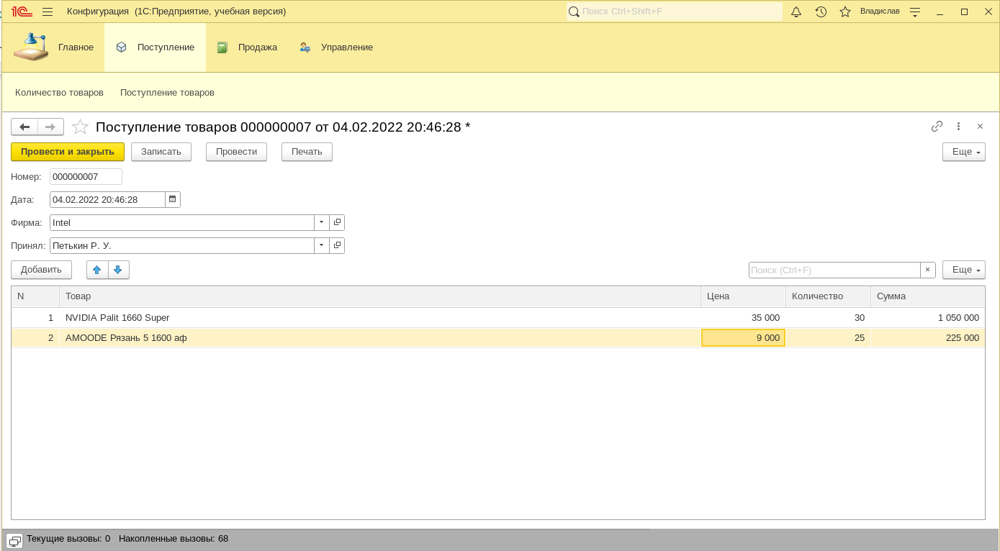 1С Конфигурация (1С:Предприятие, учебная версия) Поиск Ctrl+Shift+F Владислав
Главное Поступление Продажа Управление
Количество товаров Поступление товаров
Поступление товаров 000000007 от 04.02.2022 20:46:28 *
Провести и закрыть Записать Провести Печать Еще
Номер: 000000007
Дата: 04.02.2022 20:46:28
Фирма: Intel
Принял: Петькин Р. У.
Добавить Поиск (Ctrl+F) × Еще
N Товар Цена Количество Сумма
1 NVIDIA Palit 1660 Super 35 000 30 1 050 000
2 AMOODE Рязань 5 1600 аф 9 000 25 225 000
Текущие вызовы: 0 Накопленные вызовы: 68